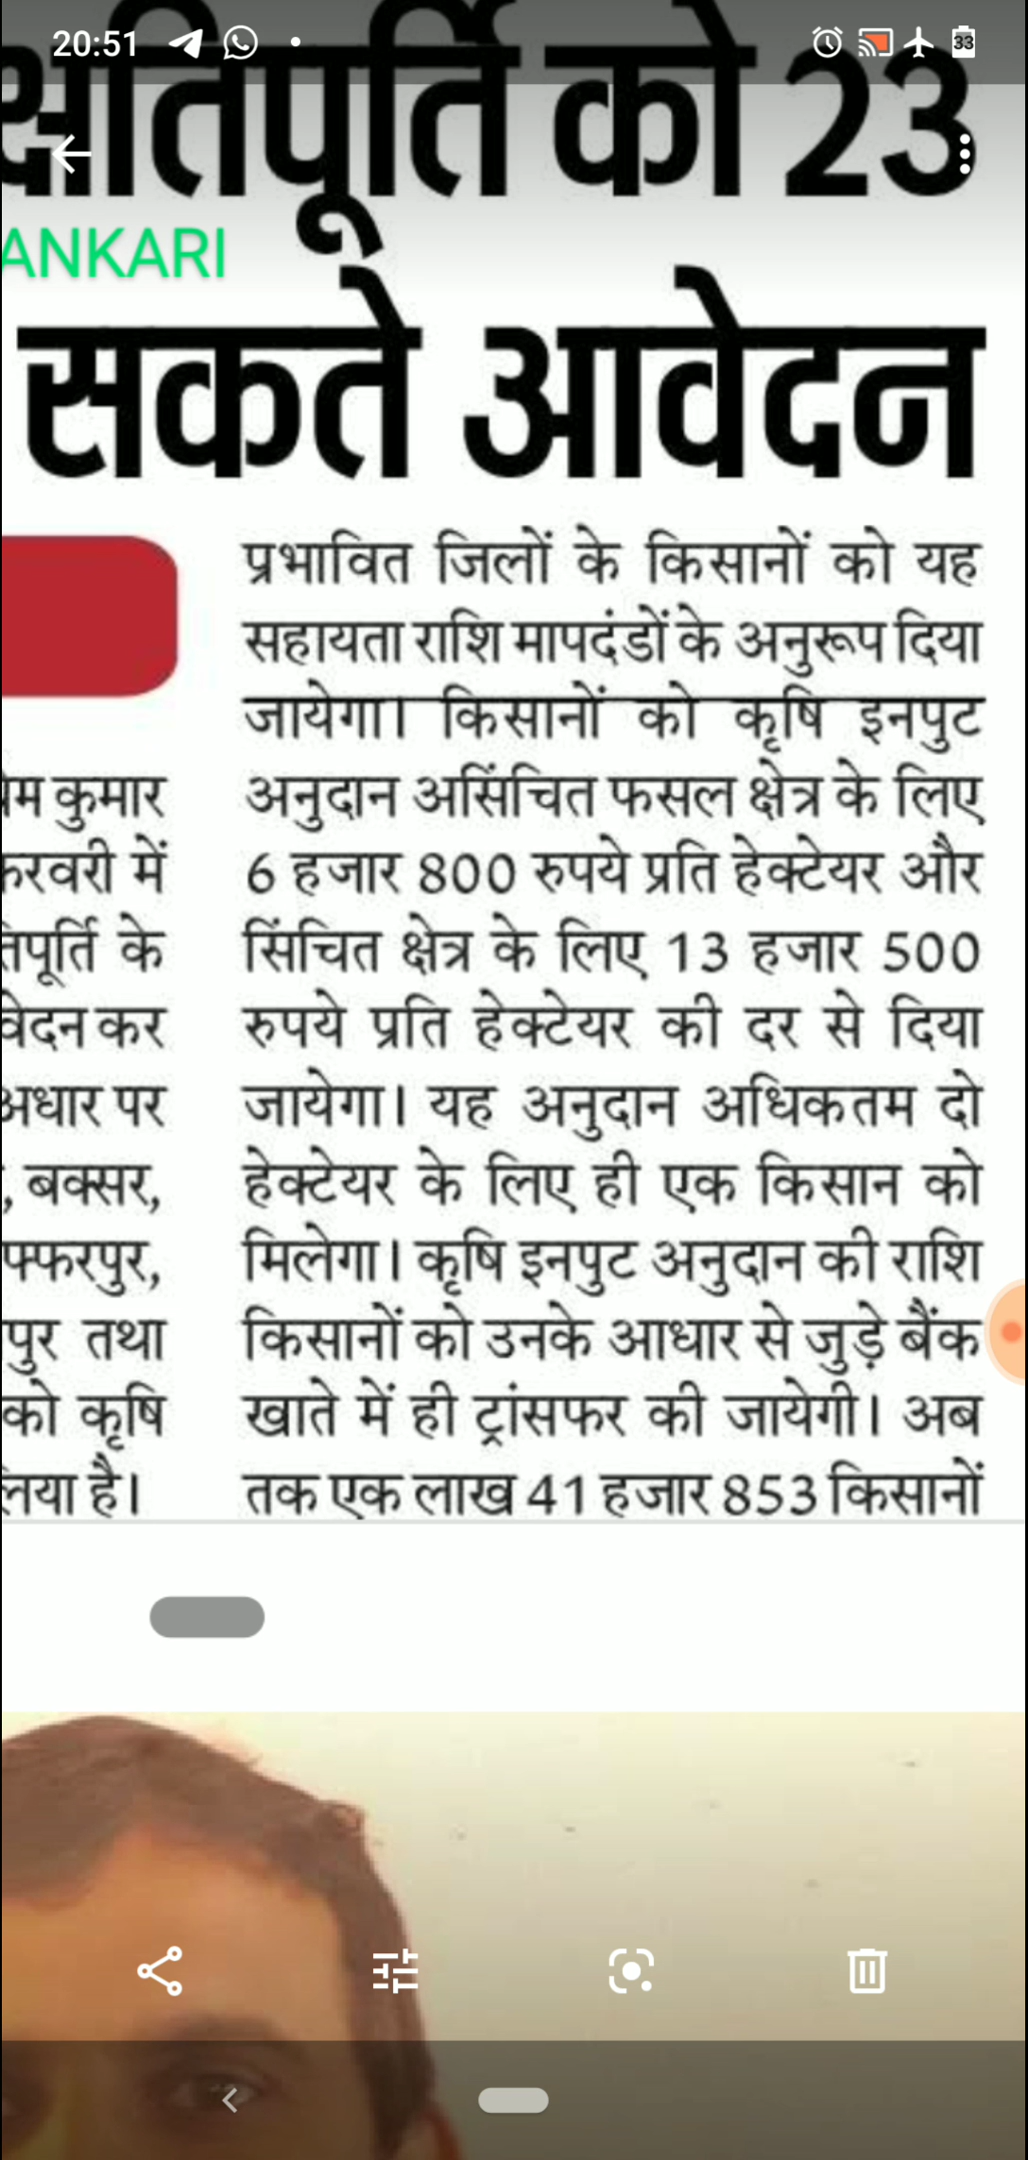 20:51
33
क्षतिपूर्ति को 23
ANKARI
सकते आवेदन
कुमार
में
के
कर
पर
, बक्सर,
पुर तथा
को कृषि
है।
प्रभावित जिलों के किसानों को यह
सहायता राशि मापदंडों के अनुरूप दिया
जायेगा। किसानों को कृषि इनपुट
अनुदान असिंचित फसल क्षेत्र के लिए
6 हजार 800 रुपये प्रति हेक्टेयर और
सिंचित क्षेत्र के लिए 13 हजार 500
रुपये प्रति हेक्टेयर की दर से दिया
जायेगा। यह अनुदान अधिकतम दो
हेक्टेयर के लिए ही एक किसान को
मिलेगा। कृषि इनपुट अनुदान की राशि
किसानों को उनके आधार से जुड़े बैंक
खाते में ही ट्रांसफर की जायेगी। अब
तक एक लाख 41 हजार 853 किसानों